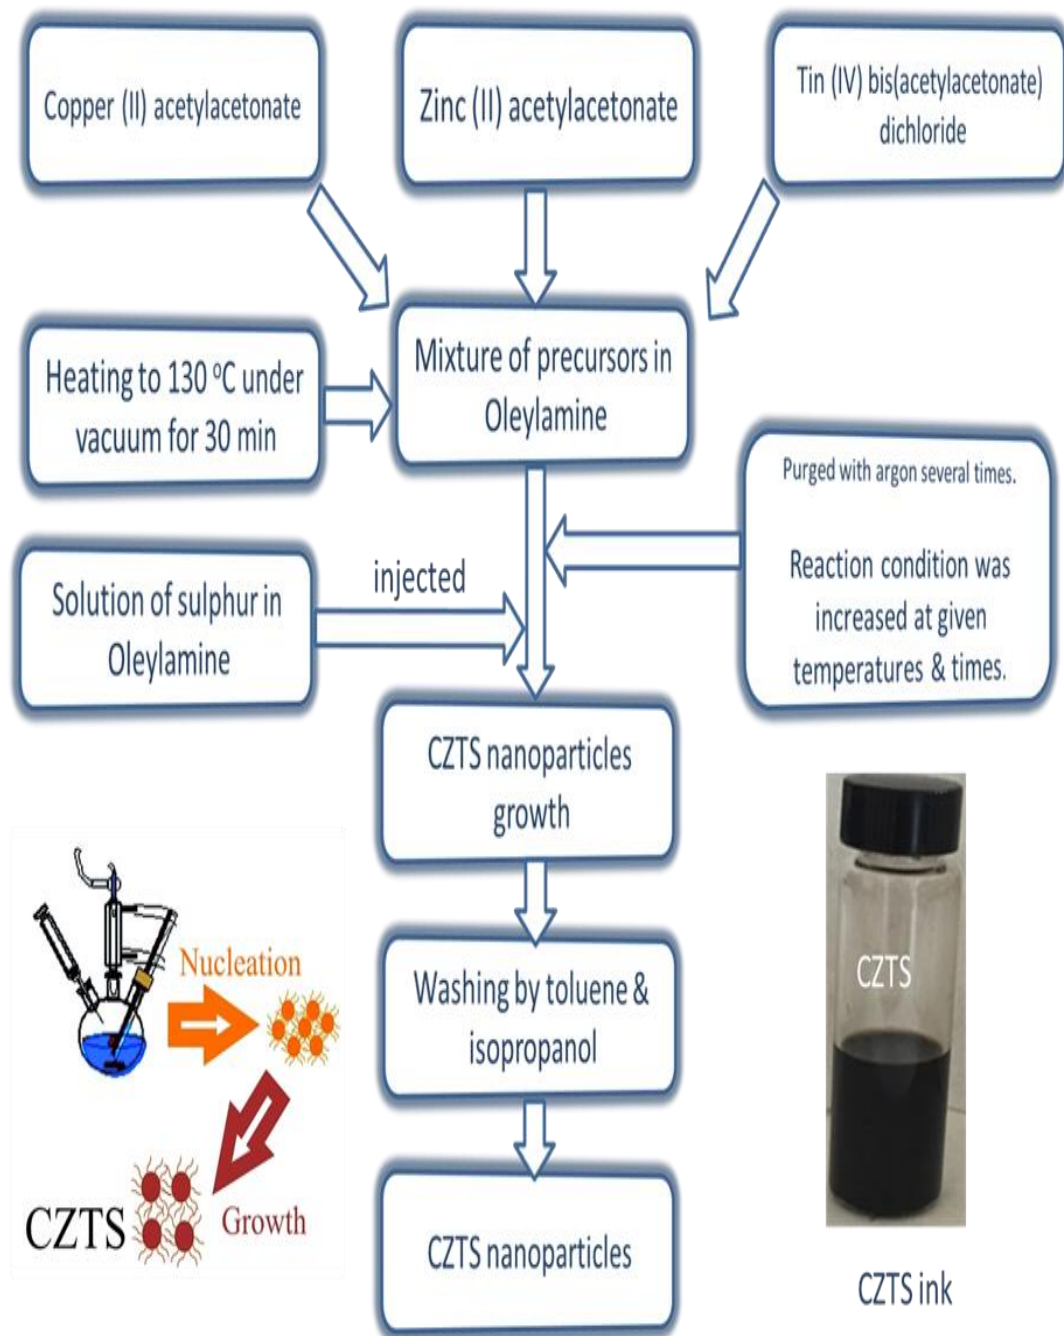 Copper (II) acetylacetonate
Zinc (II) acetylacetonate
Tin (IV) bis(acetylacetonate)
dichloride
Heating to 130 °C under
vacuum for 30 min
Mixture of precursors in
Oleylamine
Purged with argon several times.
Reaction condition was
increased at given
temperatures & times.
Solution of sulphur in
Oleylamine
injected
CZTS nanoparticles
growth
Nucleation
Growth
CZTS
Washing by toluene &
isopropanol
CZTS nanoparticles
CZTS
CZTS ink